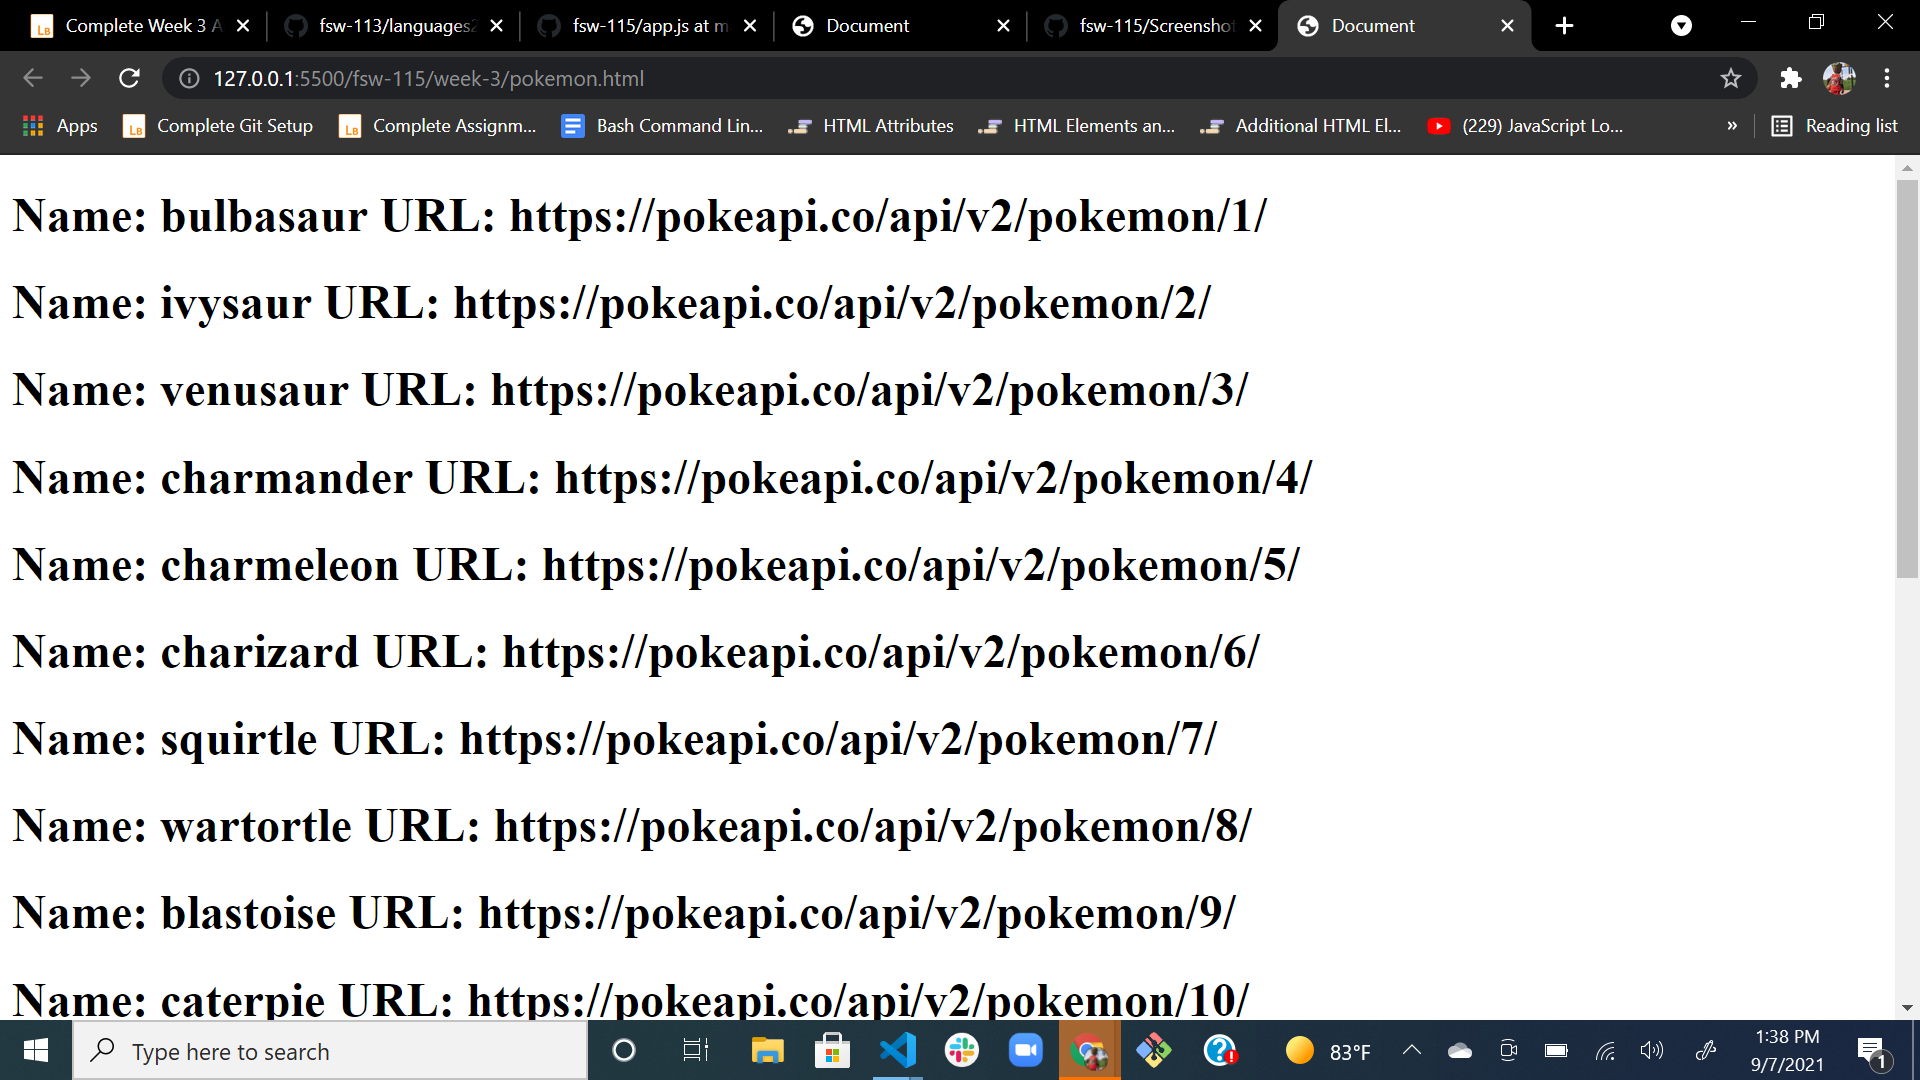 Complete Week 3 A
fsw-113/languages2
fsw-115/app.js at m
Document
fsw-115/Screenshot
Document
127.0.0.1:5500/fsw-115/week-3/pokemon.html
Apps
Complete Git Setup
Complete Assignm...
Bash Command Lin...
HTML Attributes
HTML Elements an...
Additional HTML El...
(229) JavaScript Lo...
»
Reading list
Name: bulbasaur URL: https://pokeapi.co/api/v2/pokemon/1/
Name: ivysaur URL: https://pokeapi.co/api/v2/pokemon/2/
Name: venusaur URL: https://pokeapi.co/api/v2/pokemon/3/
Name: charmander URL: https://pokeapi.co/api/v2/pokemon/4/
Name: charmeleon URL: https://pokeapi.co/api/v2/pokemon/5/
Name: charizard URL: https://pokeapi.co/api/v2/pokemon/6/
Name: squirtle URL: https://pokeapi.co/api/v2/pokemon/7/
Name: wartortle URL: https://pokeapi.co/api/v2/pokemon/8/
Name: blastoise URL: https://pokeapi.co/api/v2/pokemon/9/
Name: caterpie URL: https://pokeapi.co/api/v2/pokemon/10/
Type here to search
83°F
1:38 PM
9/7/2021
1